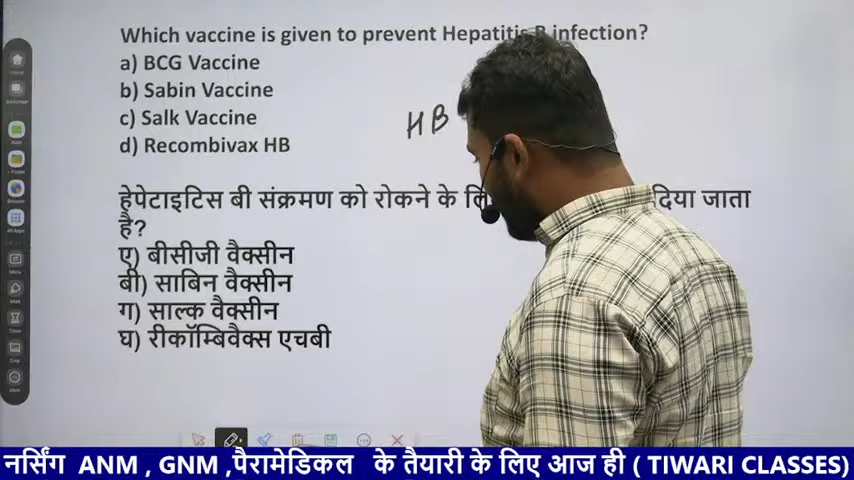 Which vaccine is given to prevent Hepatitis B infection?
a) BCG Vaccine
b) Sabin Vaccine
c) Salk Vaccine
d) Recombivax HB
HB
हेपेटाइटिस बी संक्रमण को रोकने के दिया जाता
है?
ए) बीसीजी वैक्सीन
बी) साबिन वैक्सीन
ग) साल्क वैक्सीन
घ) रीकॉम्बिवैक्स एचबी
नर्सिंग ANM , GNM ,पैरामेडिकल के तैयारी के लिए आज ही ( TIWARI CLASSES)